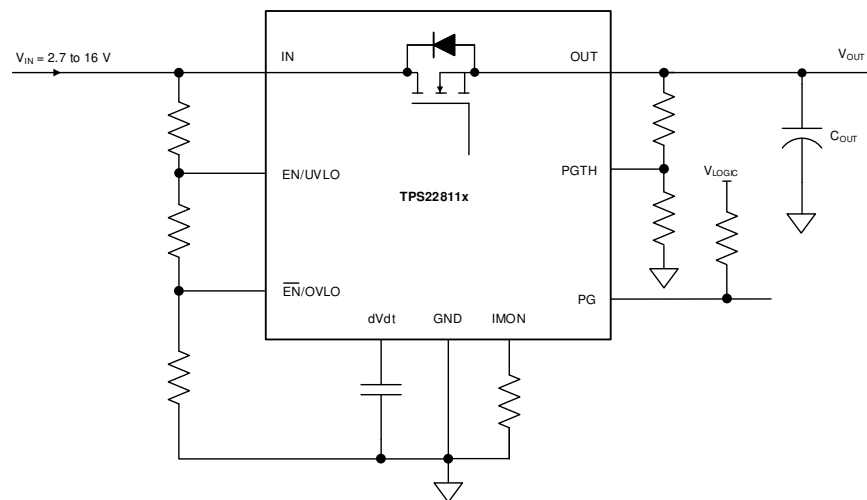 V_IN = 2.7 to 16 V
IN
OUT
V_OUT
C_OUT
EN/UVLO
PGTH
V_LOGIC
TPS22811x
E̅N̅/OVLO
PG
dVdt
GND
IMON